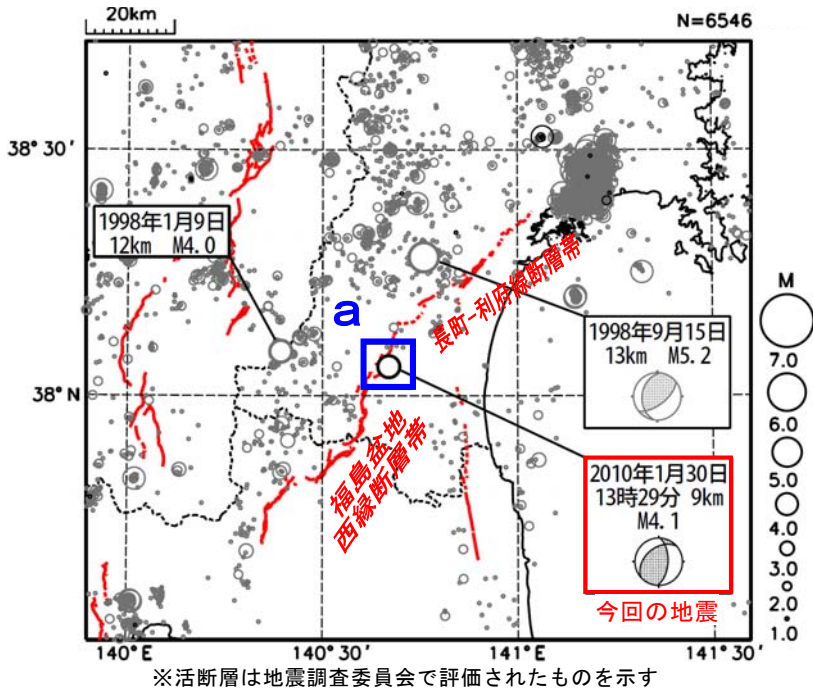 20km
N=6546
38°30′
1998年1月9日
12km M4.0
a
長町-利府線断層帯
M
7.0
6.0
5.0
4.0
3.0
2.0
1.0
1998年9月15日
13km M5.2
38°N
福島盆地
西縁断層帯
2010年1月30日
13時29分 9km
M4.1
今回の地震
140°E
140°30′
141°E
141°30′
※活断層は地震調査委員会で評価されたものを示す